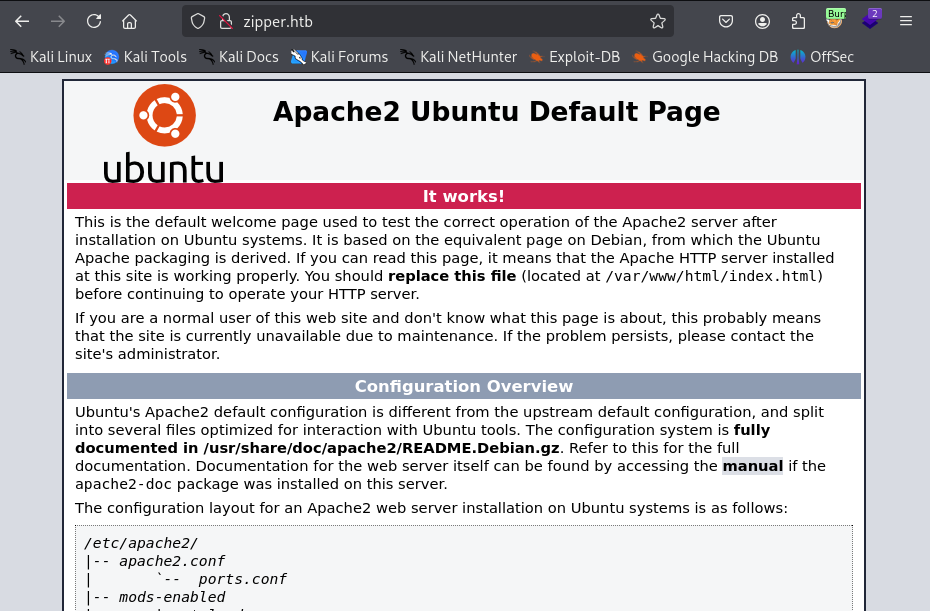 zipper.htb
Burp
2
Kali Linux Kali Tools Kali Docs Kali Forums Kali NetHunter Exploit-DB Google Hacking DB OffSec
ubuntu
Apache2 Ubuntu Default Page
It works!
This is the default welcome page used to test the correct operation of the Apache2 server after
installation on Ubuntu systems. It is based on the equivalent page on Debian, from which the Ubuntu
Apache packaging is derived. If you can read this page, it means that the Apache HTTP server installed
at this site is working properly. You should replace this file (located at /var/www/html/index.html)
before continuing to operate your HTTP server.
If you are a normal user of this web site and don't know what this page is about, this probably means
that the site is currently unavailable due to maintenance. If the problem persists, please contact the
site's administrator.
Configuration Overview
Ubuntu's Apache2 default configuration is different from the upstream default configuration, and split
into several files optimized for interaction with Ubuntu tools. The configuration system is fully
documented in /usr/share/doc/apache2/README.Debian.gz. Refer to this for the full
documentation. Documentation for the web server itself can be found by accessing the manual if the
apache2-doc package was installed on this server.
The configuration layout for an Apache2 web server installation on Ubuntu systems is as follows:
/etc/apache2/
|-- apache2.conf
|       `--  ports.conf
|-- mods-enabled